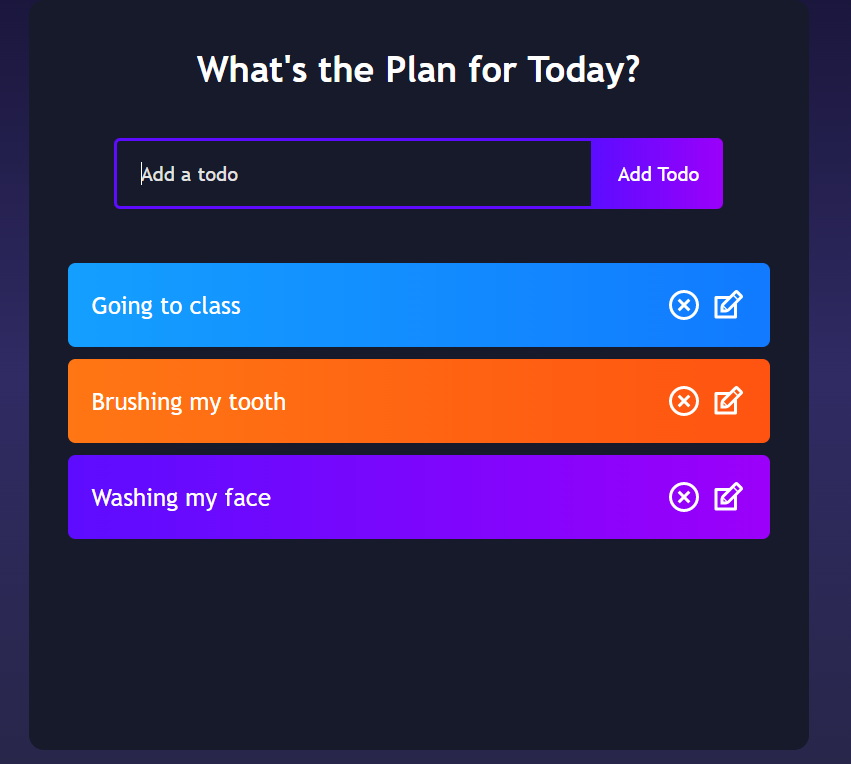 What's the Plan for Today?
Add a todo
Add Todo
Going to class
Brushing my tooth
Washing my face